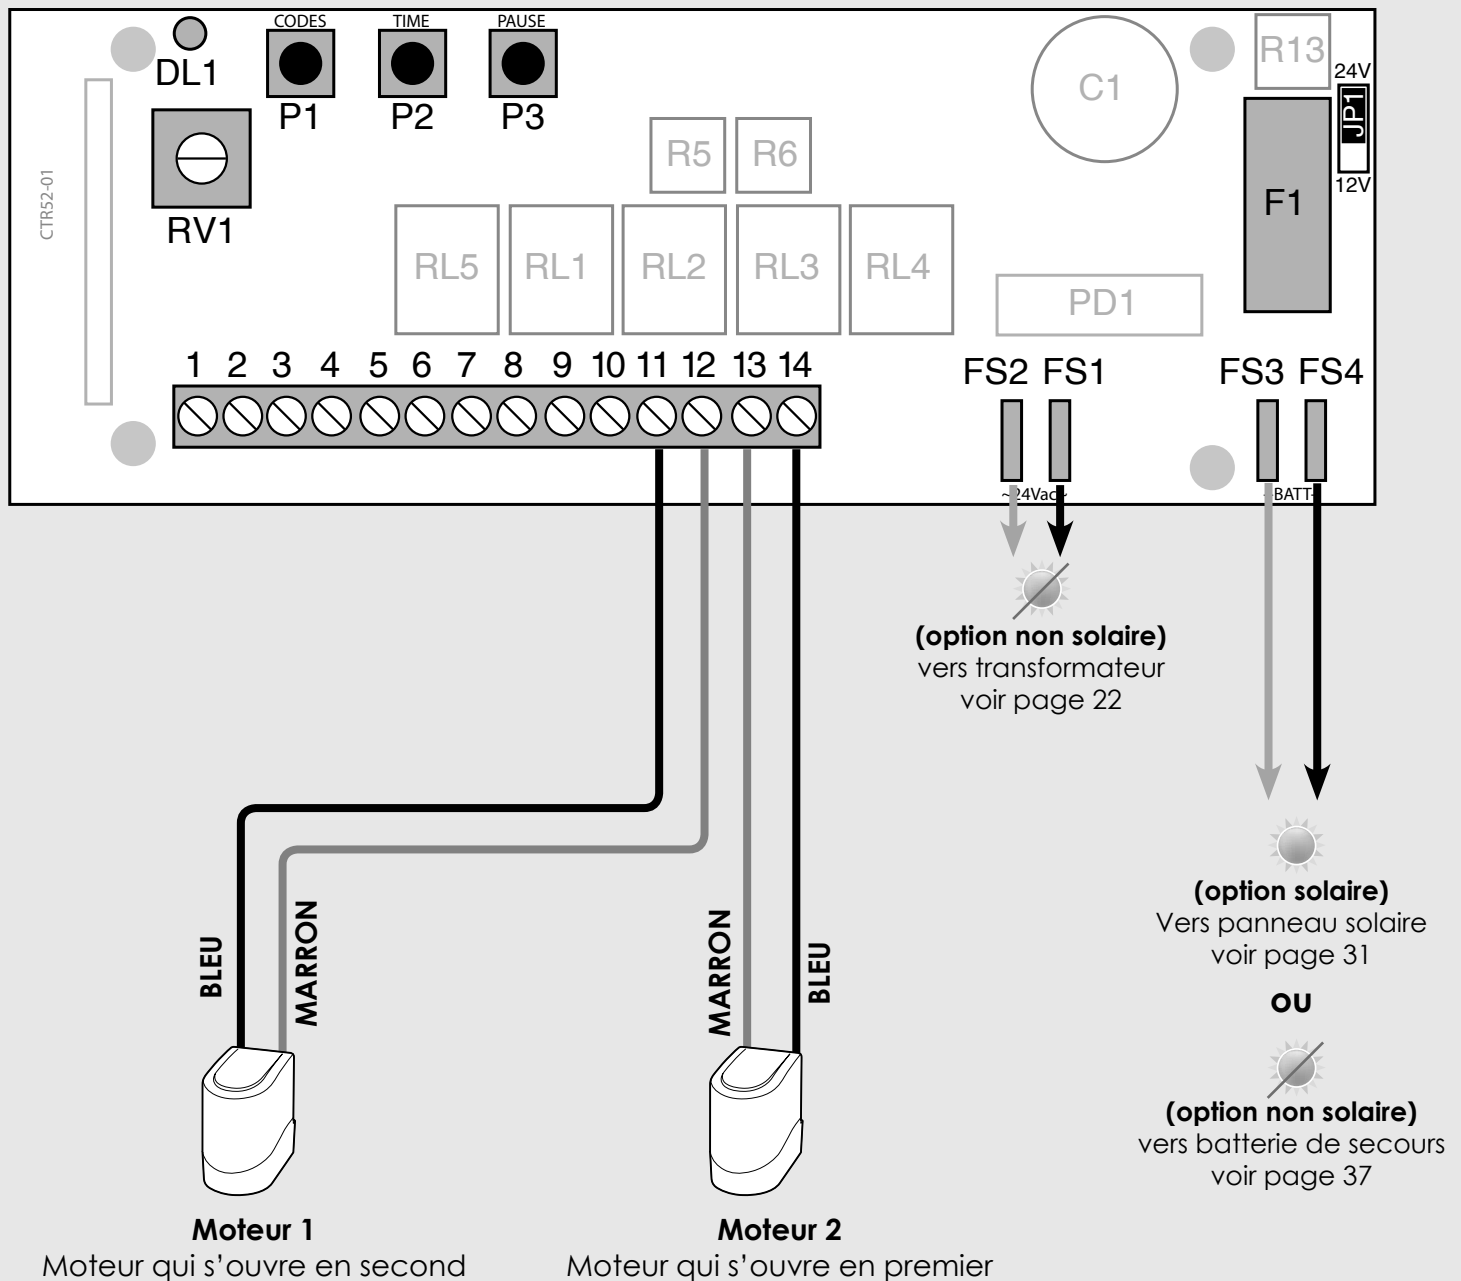 CODES TIME PAUSE
DL1
P1 P2 P3
C1
R13
24V
JP1
12V
F1
CTR52-01
RV1
R5 R6
RL5 RL1 RL2 RL3 RL4
PD1
1 2 3 4 5 6 7 8 9 10 11 12 13 14
FS2 FS1 FS3 FS4
~24Vac~
-BATT-
(option non solaire)
vers transformateur
voir page 22
(option solaire)
Vers panneau solaire
voir page 31
ou
(option non solaire)
vers batterie de secours
voir page 37
BLEU
MARRON
MARRON
BLEU
Moteur 1
Moteur qui s’ouvre en second
Moteur 2
Moteur qui s’ouvre en premier